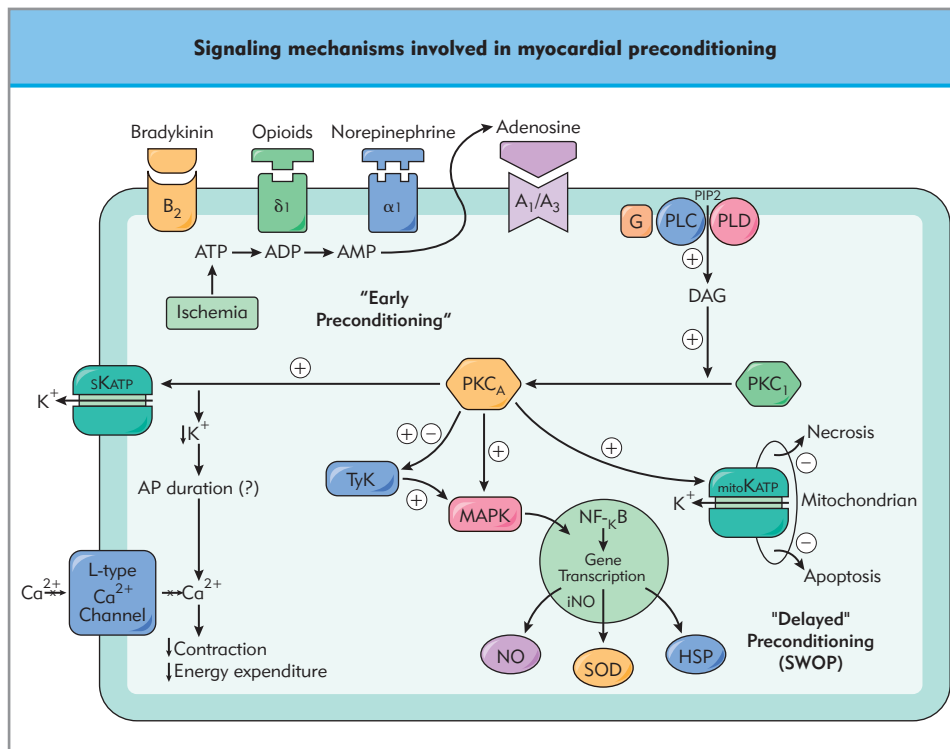 Signaling mechanisms involved in myocardial preconditioning
Bradykinin
Opioids
Norepinephrine
Adenosine
B2
δ1
α1
A1/A3
G
PLC
PIP2
PLD
ATP
ADP
AMP
+
DAG
Ischemia
"Early
Preconditioning"
+
+
sKATP
K+
PKCA
PKC1
↓K+
+ −
+
+
Necrosis
−
AP duration (?)
TyK
+
MAPK
NF-KB
mitoKATP
K+
Mitochondrian
Gene
Transcription
−
Apoptosis
Ca2+
L-type
Ca2+
Channel
Ca2+
iNO
"Delayed"
Preconditioning
(SWOP)
↓Contraction
↓Energy expenditure
NO
SOD
HSP